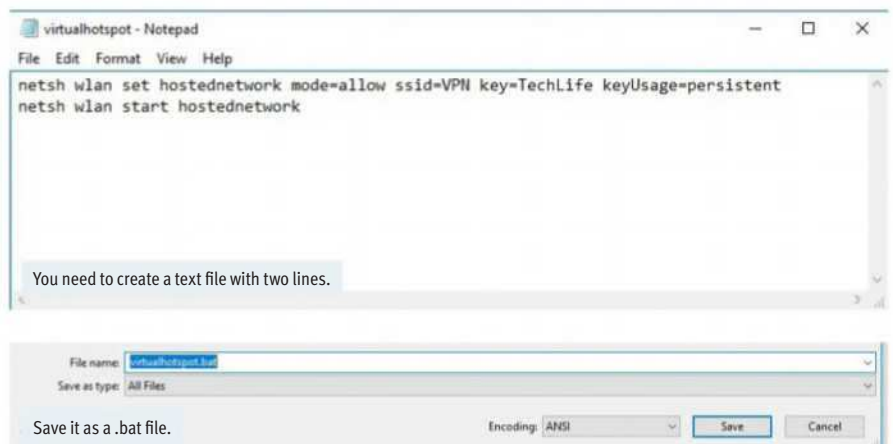 virtualhotspot - Notepad
File Edit Format View Help
netsh wlan set hostednetwork mode=allow ssid=VPN key=TechLife keyUsage=persistent
netsh wlan start hostednetwork
You need to create a text file with two lines.
File name: virtualhotspot.bat
Save as type: All Files
Save it as a .bat file.
Encoding: ANSI
Save
Cancel